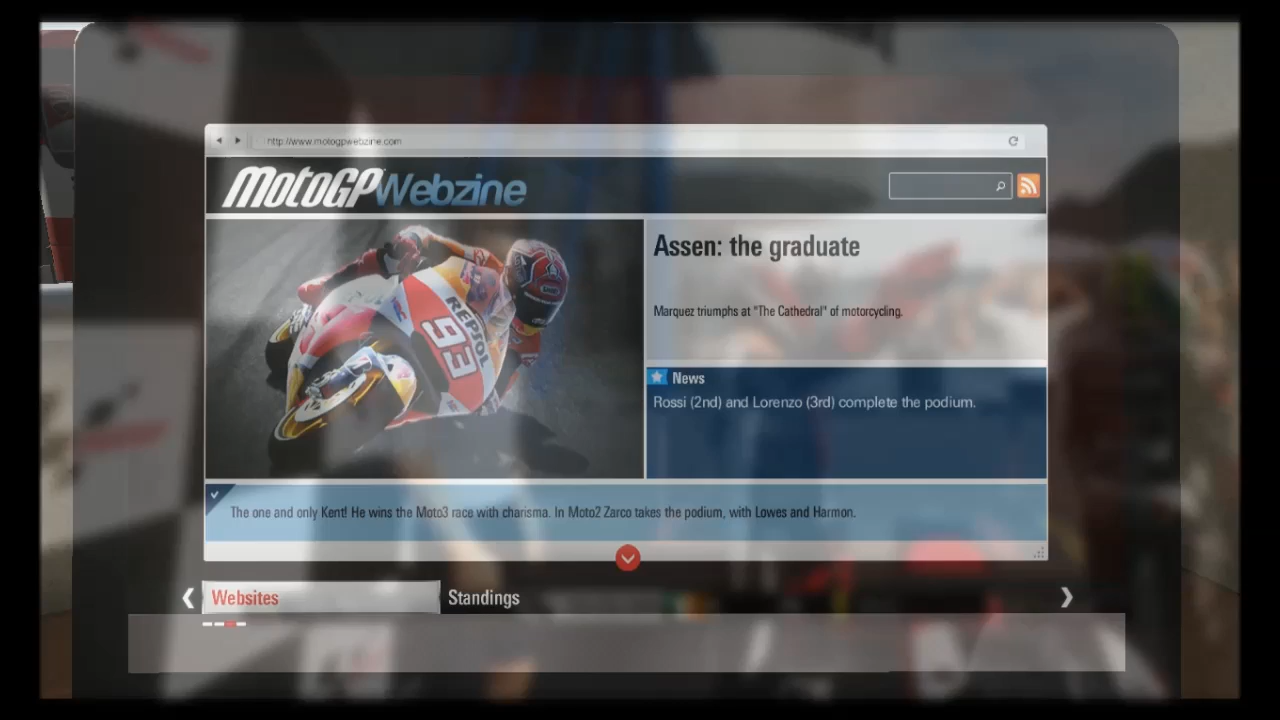 http://www.motogpwebzine.com
MotoGP Webzine
Assen: the graduate
Marquez triumphs at "The Cathedral" of motorcycling.
REPSOL
93
News
Rossi (2nd) and Lorenzo (3rd) complete the podium.
The one and only Kent! He wins the Moto3 race with charisma. In Moto2 Zarco takes the podium, with Lowes and Harmon.
Websites
Standings